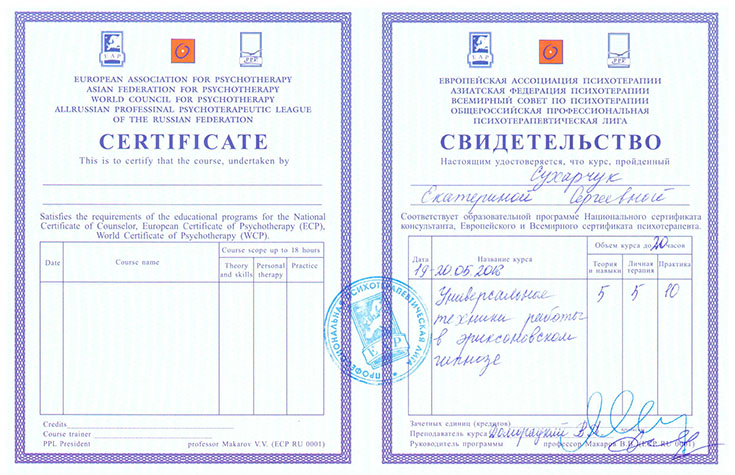 EAP
EUROPEAN ASSOCIATION FOR PSYCHOTHERAPY
ASIAN FEDERATION FOR PSYCHOTHERAPY
WORLD COUNCIL FOR PSYCHOTHERAPY
ALLRUSSIAN PROFESSINAL PSYCHOTERAPEUTIC LEAGUE
OF THE RUSSIAN FEDERATION
CERTIFICATE
This is to certify that the course, undertaken by
Satisfies the requirements of the educational programs for the National
Certificate of Counselor, European Certificate of Psychotherapy (ECP),
World Certificate of Psychotherapy (WCP).
Date
Course name
Course scope up to 18 hours
Theory and skills
Personal therapy
Practice
Credits
Course trainer
PPL President professor Makarov V.V. (ECP RU 0001)
EAP
ЕВРОПЕЙСКАЯ АССОЦИАЦИЯ ПСИХОТЕРАПИИ
АЗИАТСКАЯ ФЕДЕРАЦИЯ ПСИХОТЕРАПИИ
ВСЕМИРНЫЙ СОВЕТ ПО ПСИХОТЕРАПИИ
ОБЩЕРОССИЙСКАЯ ПРОФЕССИОНАЛЬНАЯ
ПСИХОТЕРАПЕВТИЧЕСКАЯ ЛИГА
СВИДЕТЕЛЬСТВО
Настоящим удостоверяется, что курс, пройденный
Сухарчук
Екатериной Сергеевной
Соответствует образовательной программе Национального сертификата
консультанта, Европейского и Всемирного сертификата психотерапевта.
Дата
Название курса
Объем курса до 20 часов
Теория и навыки
Личная терапия
Практика
19-20.05.2018
Универсальные
техники работы
в эриксоновском
гипнозе
5 5 10
ПРОФЕССИОНАЛЬНАЯ ПСИХОТЕРАПЕВТИЧЕСКАЯ ЛИГА
Зачетных единиц (кредитов)
Преподаватель курса Домирацкий В.А.
Руководитель программы профессор Макаров В.В. (ECP RU 0001)